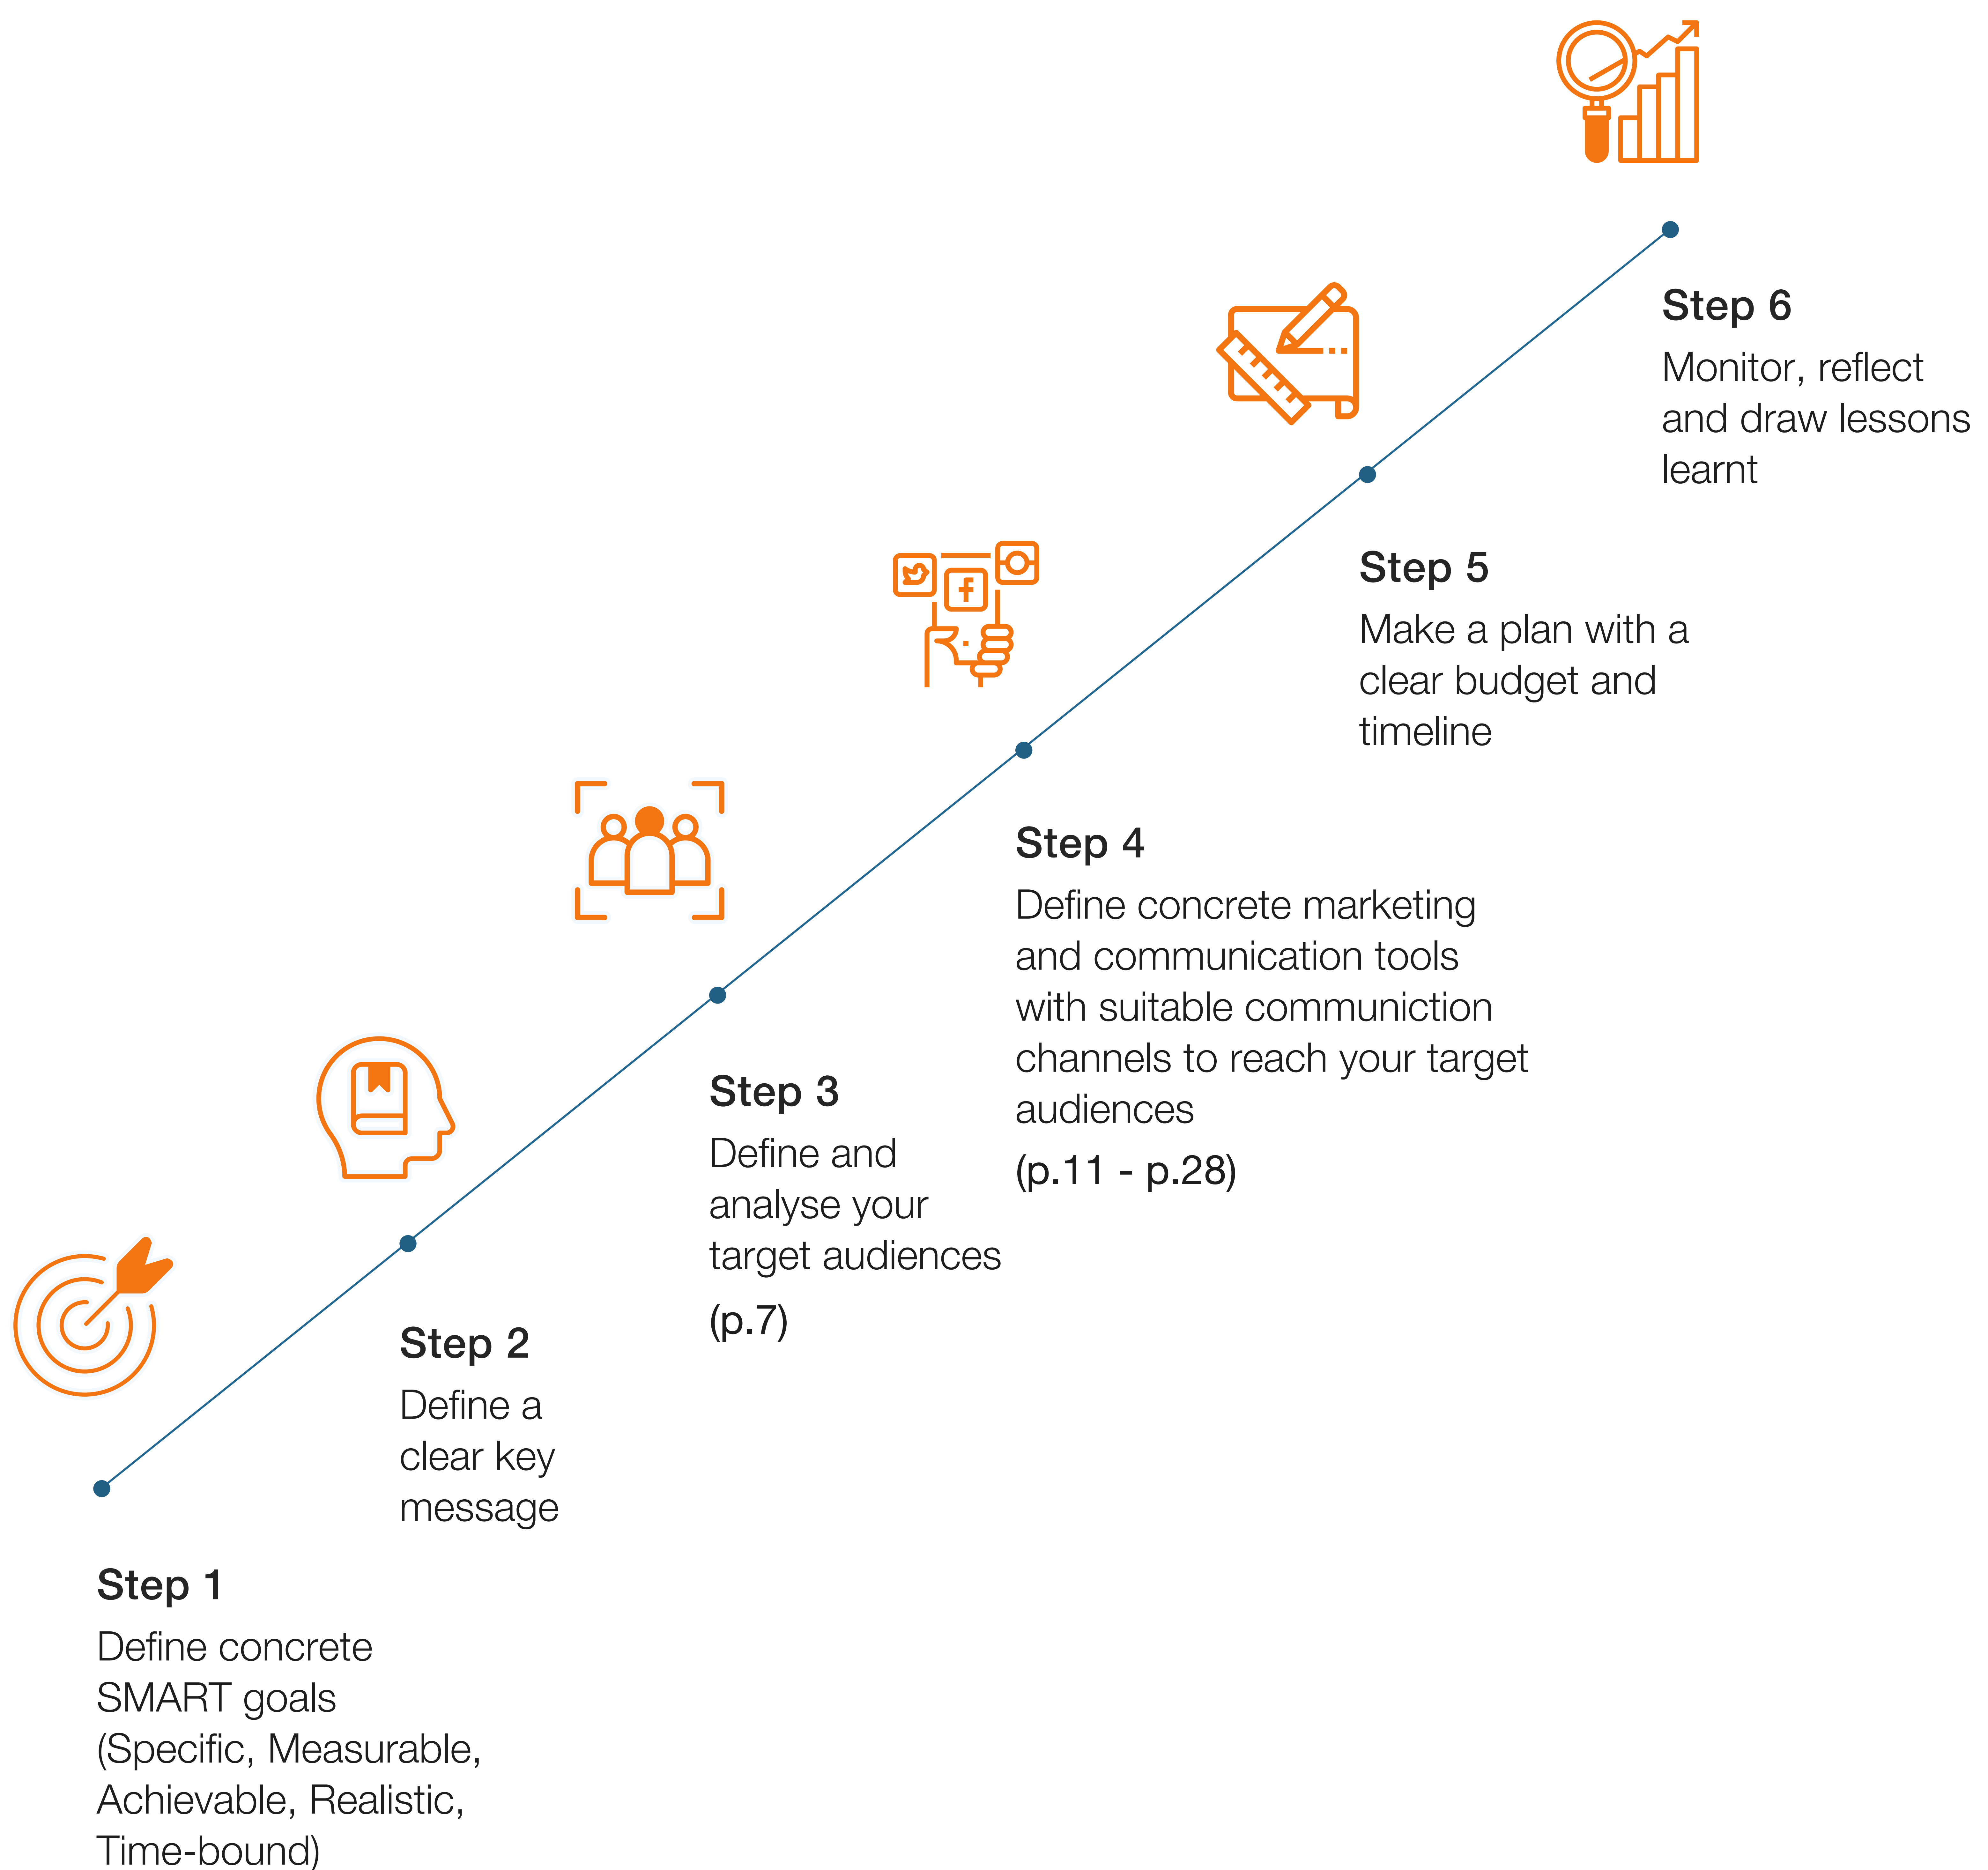 Step 1
Define concrete
SMART goals
(Specific, Measurable,
Achievable, Realistic,
Time-bound)
Step 2
Define a
clear key
message
Step 3
Define and
analyse your
target audiences
(p.7)
Step 4
Define concrete marketing
and communication tools
with suitable communiction
channels to reach your target
audiences
(p.11 - p.28)
Step 5
Make a plan with a
clear budget and
timeline
Step 6
Monitor, reflect
and draw lessons
learnt